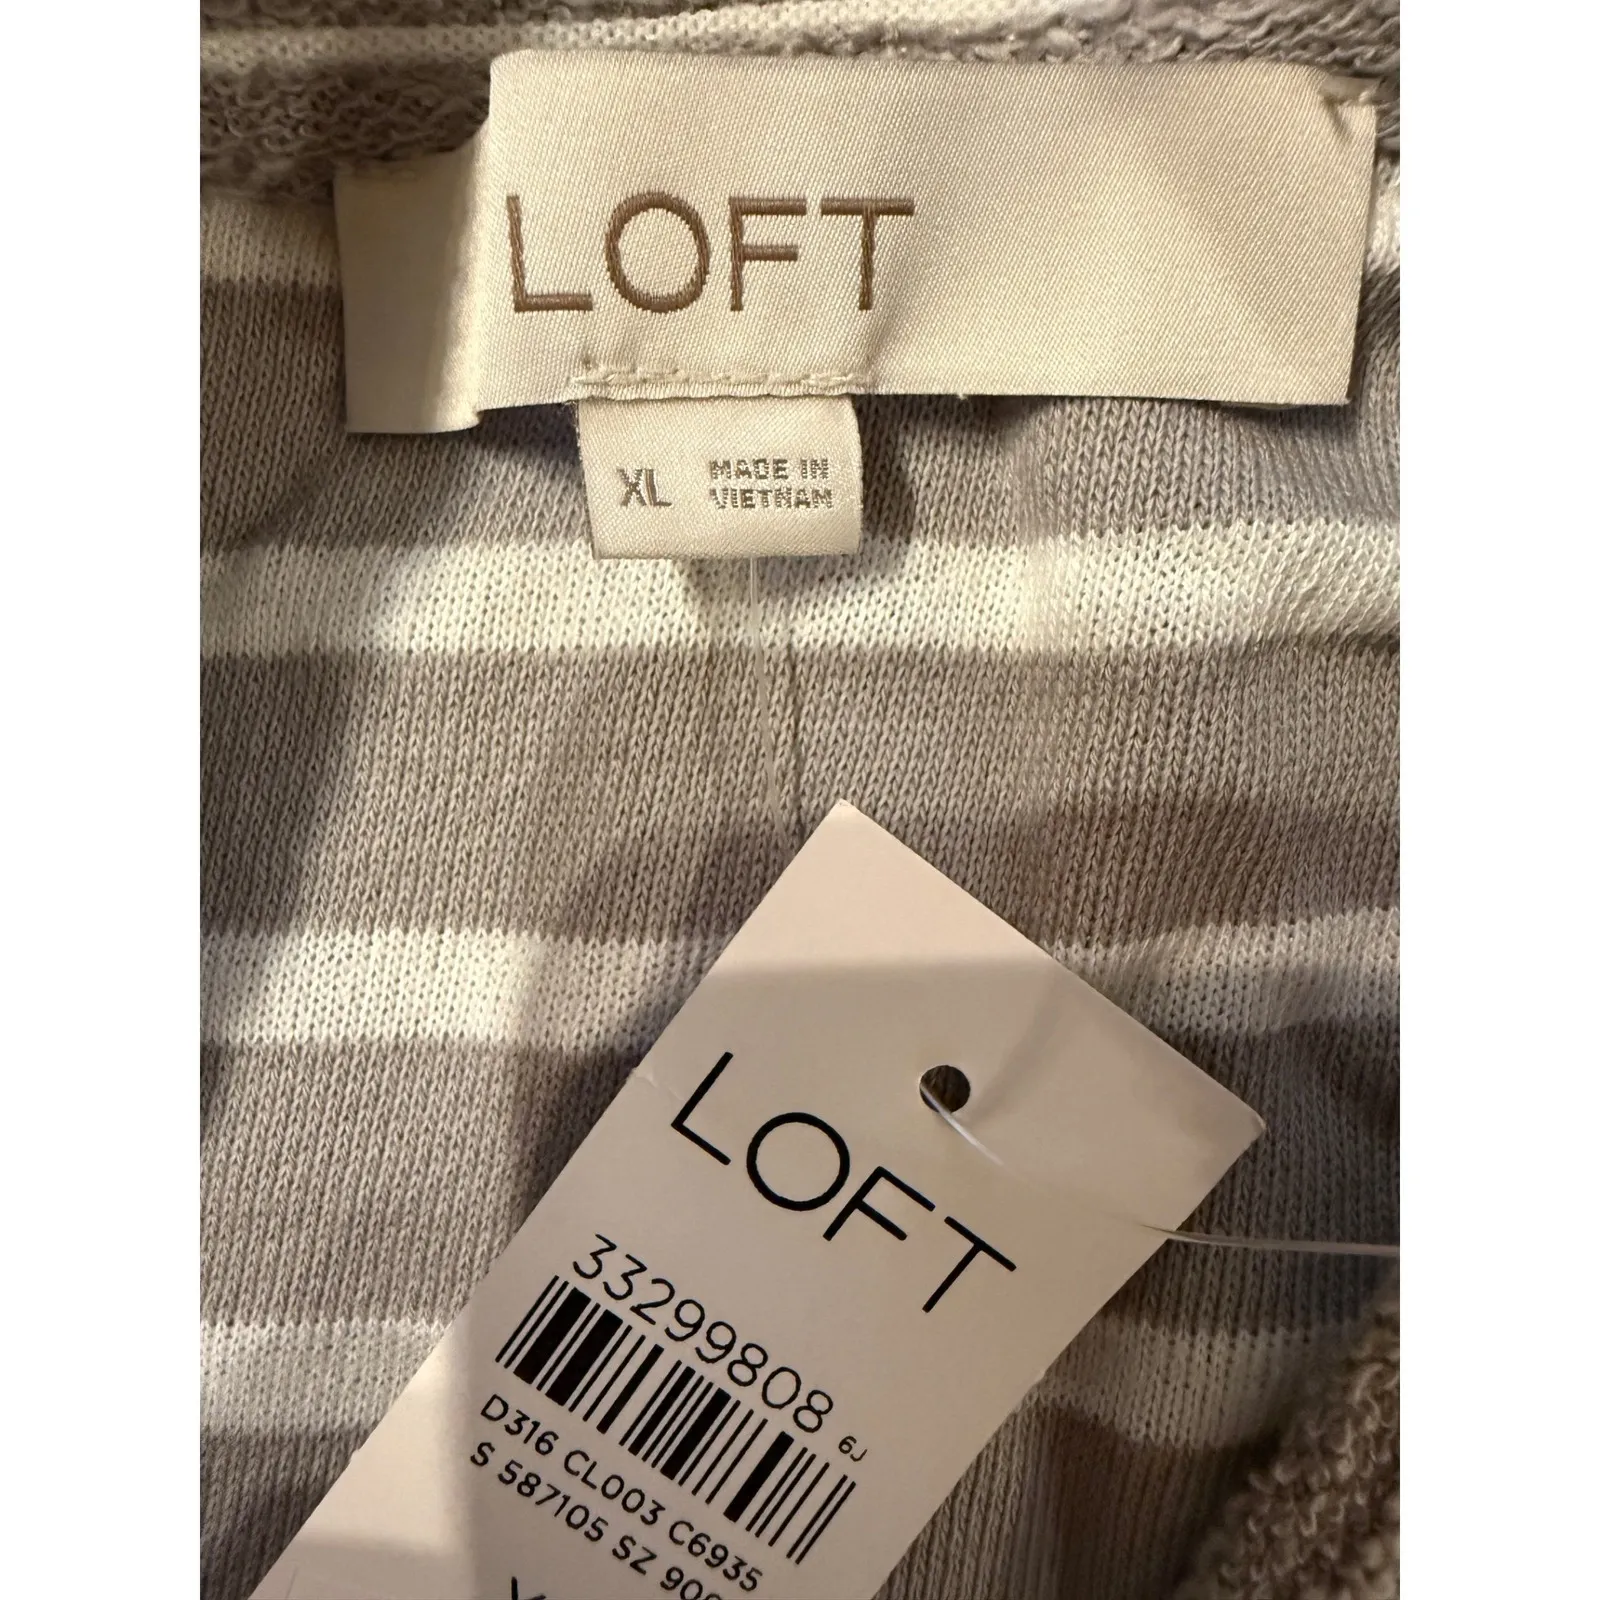 LOFT
XL
MADE IN
VIETNAM
LOFT
33299808
6J
D316 CL003 C6935
S 587105 SZ